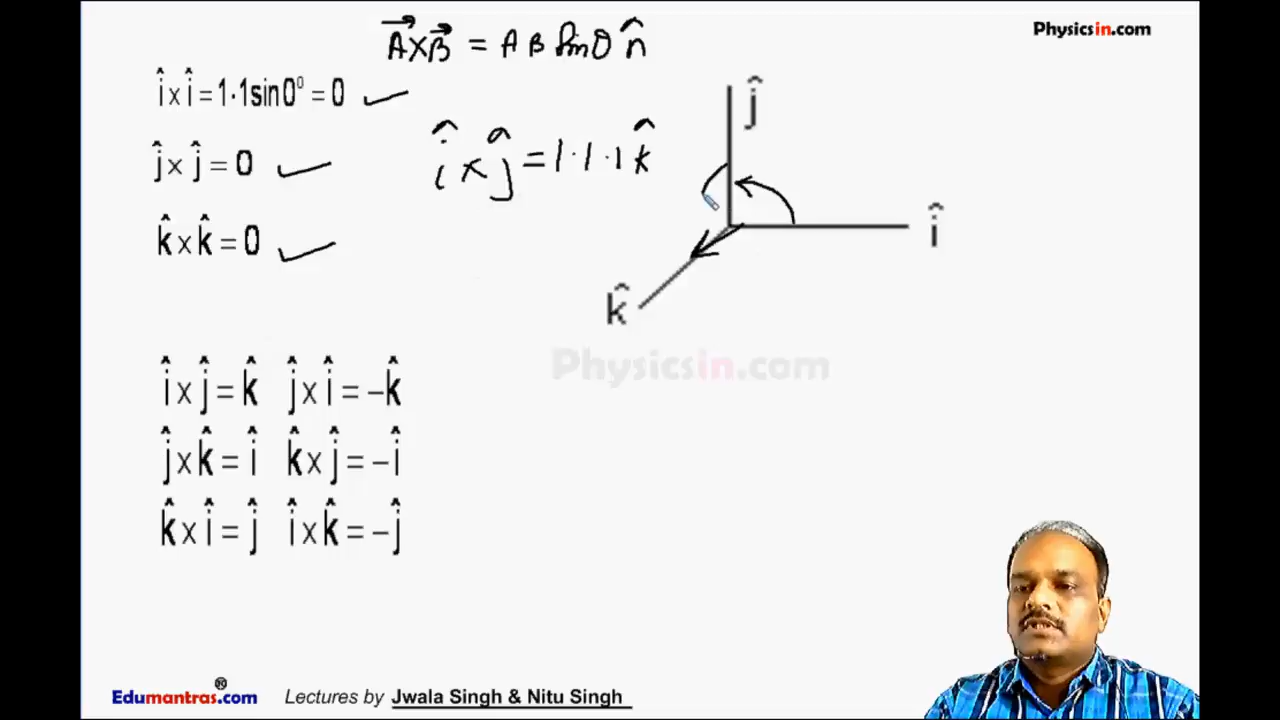 Physicsin.com
A⃗×B⃗ = A B Sinθ n̂
î × î = 1·1sin0⁰ = 0
ĵ × ĵ = 0
k̂ × k̂ = 0
î × ĵ = 1·1·1 k̂
ĵ
î
k̂
Physicsin.com
î × ĵ = k̂ ĵ × î = –k̂
ĵ × k̂ = î k̂ × ĵ = –î
k̂ × î = ĵ î × k̂ = –ĵ
Edumantras.com® Lectures by Jwala Singh & Nitu Singh